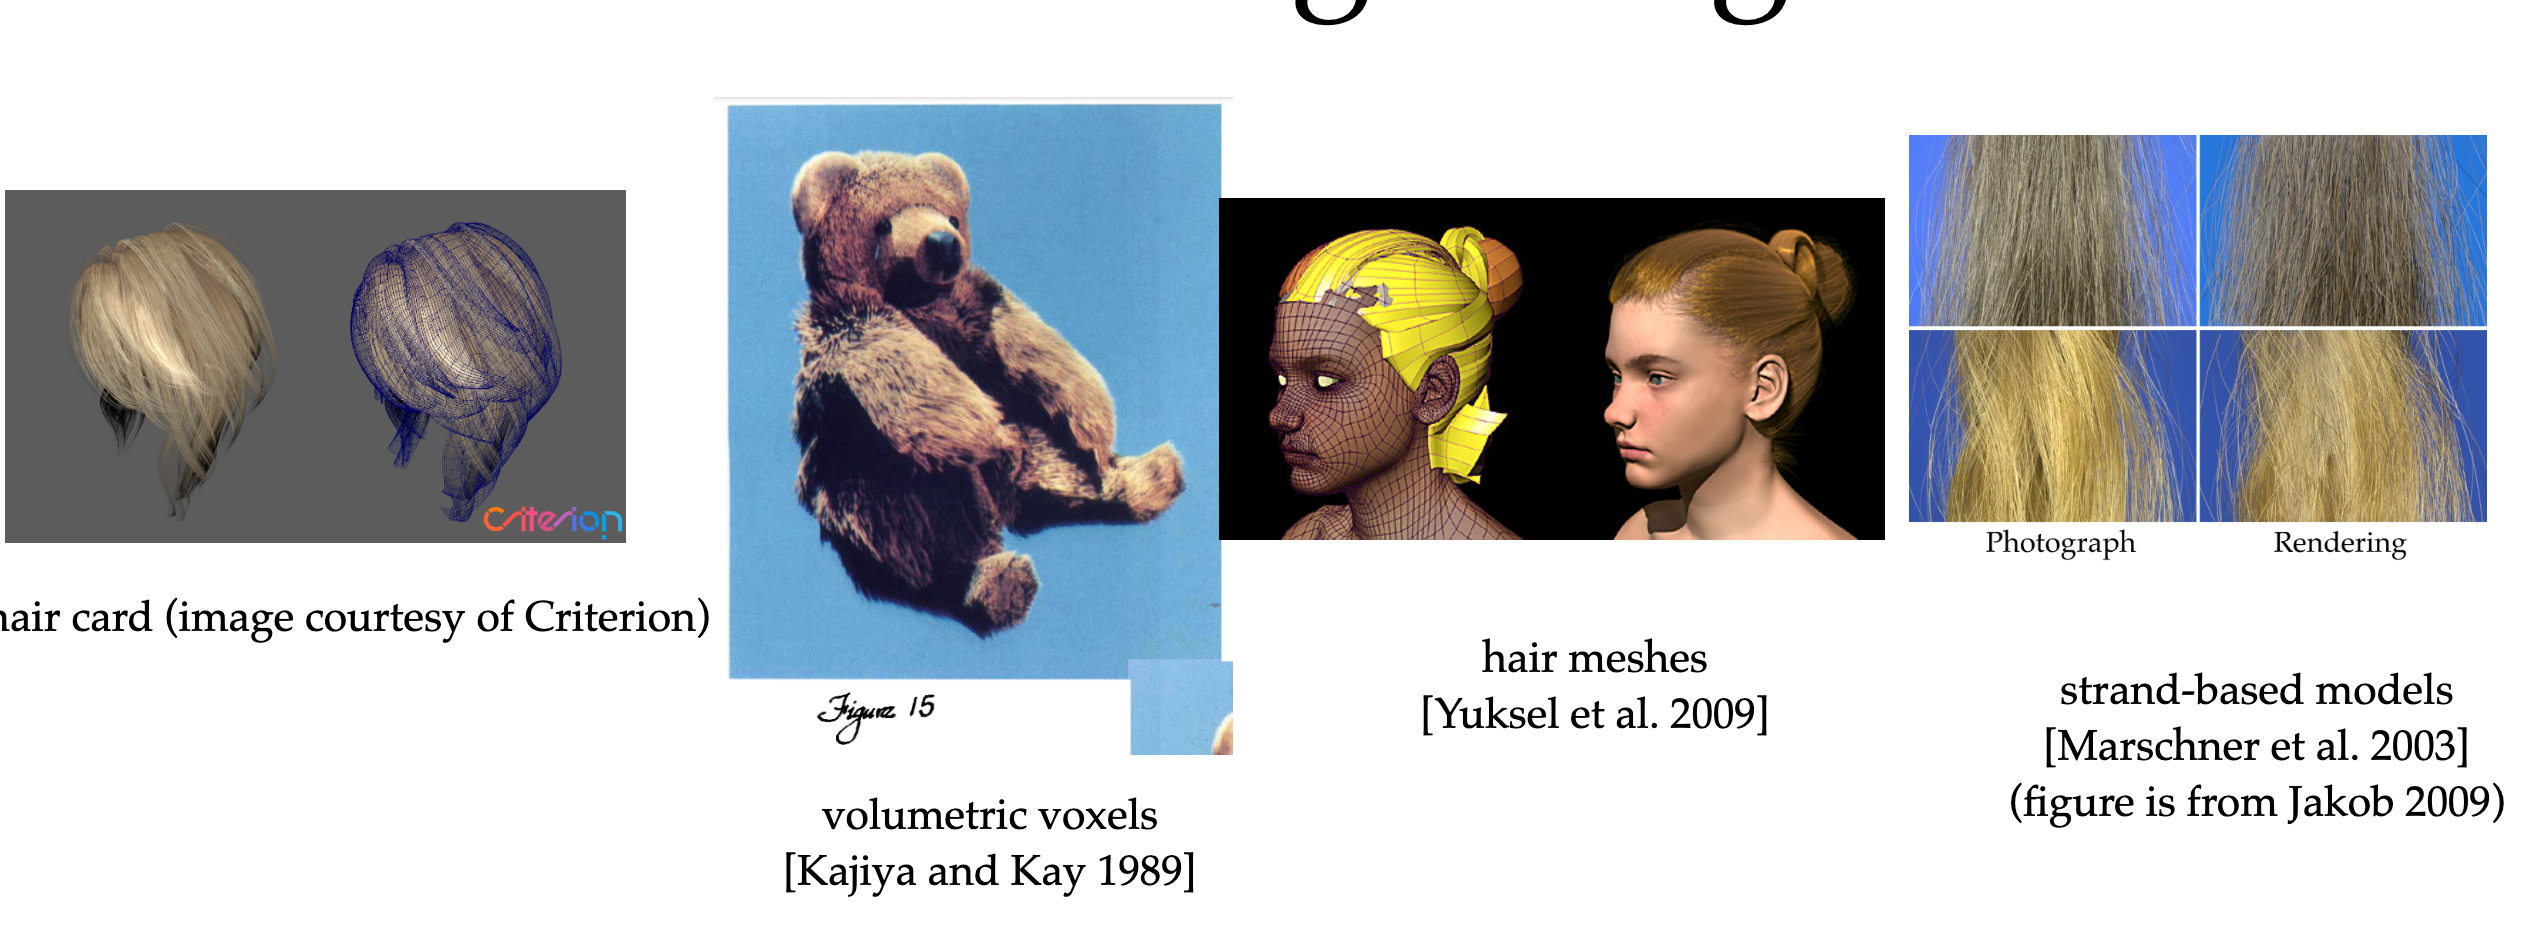 Criterion
hair card (image courtesy of Criterion)
Figure 15
volumetric voxels
[Kajiya and Kay 1989]
hair meshes
[Yuksel et al. 2009]
Photograph Rendering
strand-based models
[Marschner et al. 2003]
(figure is from Jakob 2009)